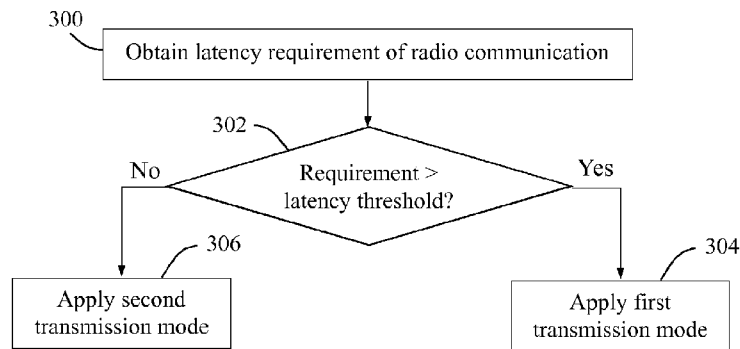 300
Obtain latency requirement of radio communication
302
No
Requirement >
latency threshold?
Yes
306
304
Apply second
transmission mode
Apply first
transmission mode